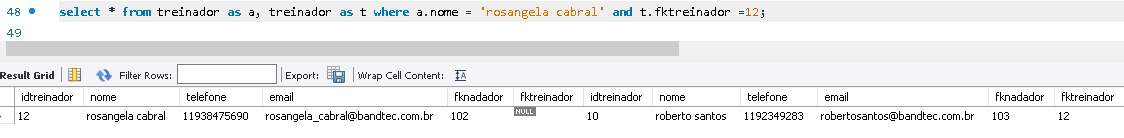 48 select * from treinador as a, treinador as t where a.nome = 'rosangela cabral' and t.fktreinador =12;
49
Result Grid Filter Rows: Export: Wrap Cell Content:
idtreinador nome telefone email fknadador fktreinador idtreinador nome telefone email fknadador fktreinador
12 rosangela cabral 11938475690 rosangela_cabral@bandtec.com.br 102 NULL 10 roberto santos 1192349283 robertosantos@bandtec.com.br 103 12